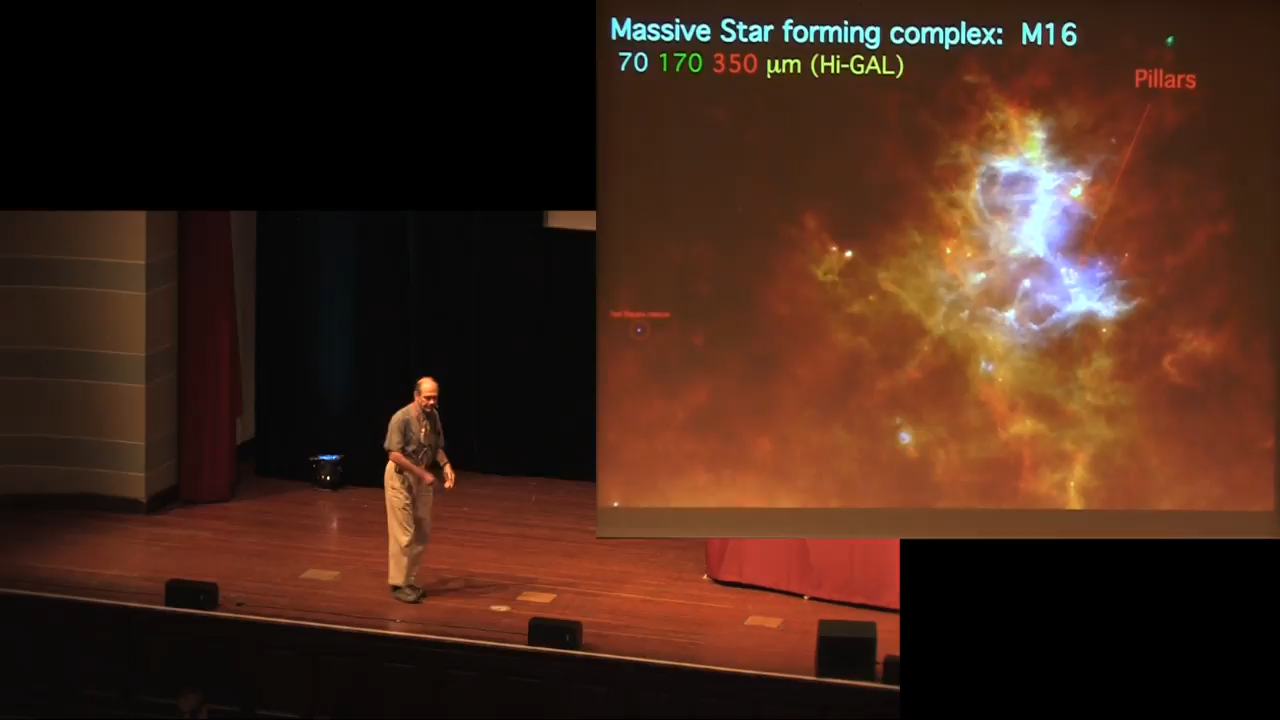 Massive Star forming complex: M16
70 170 350 μm (Hi-GAL)
Pillars